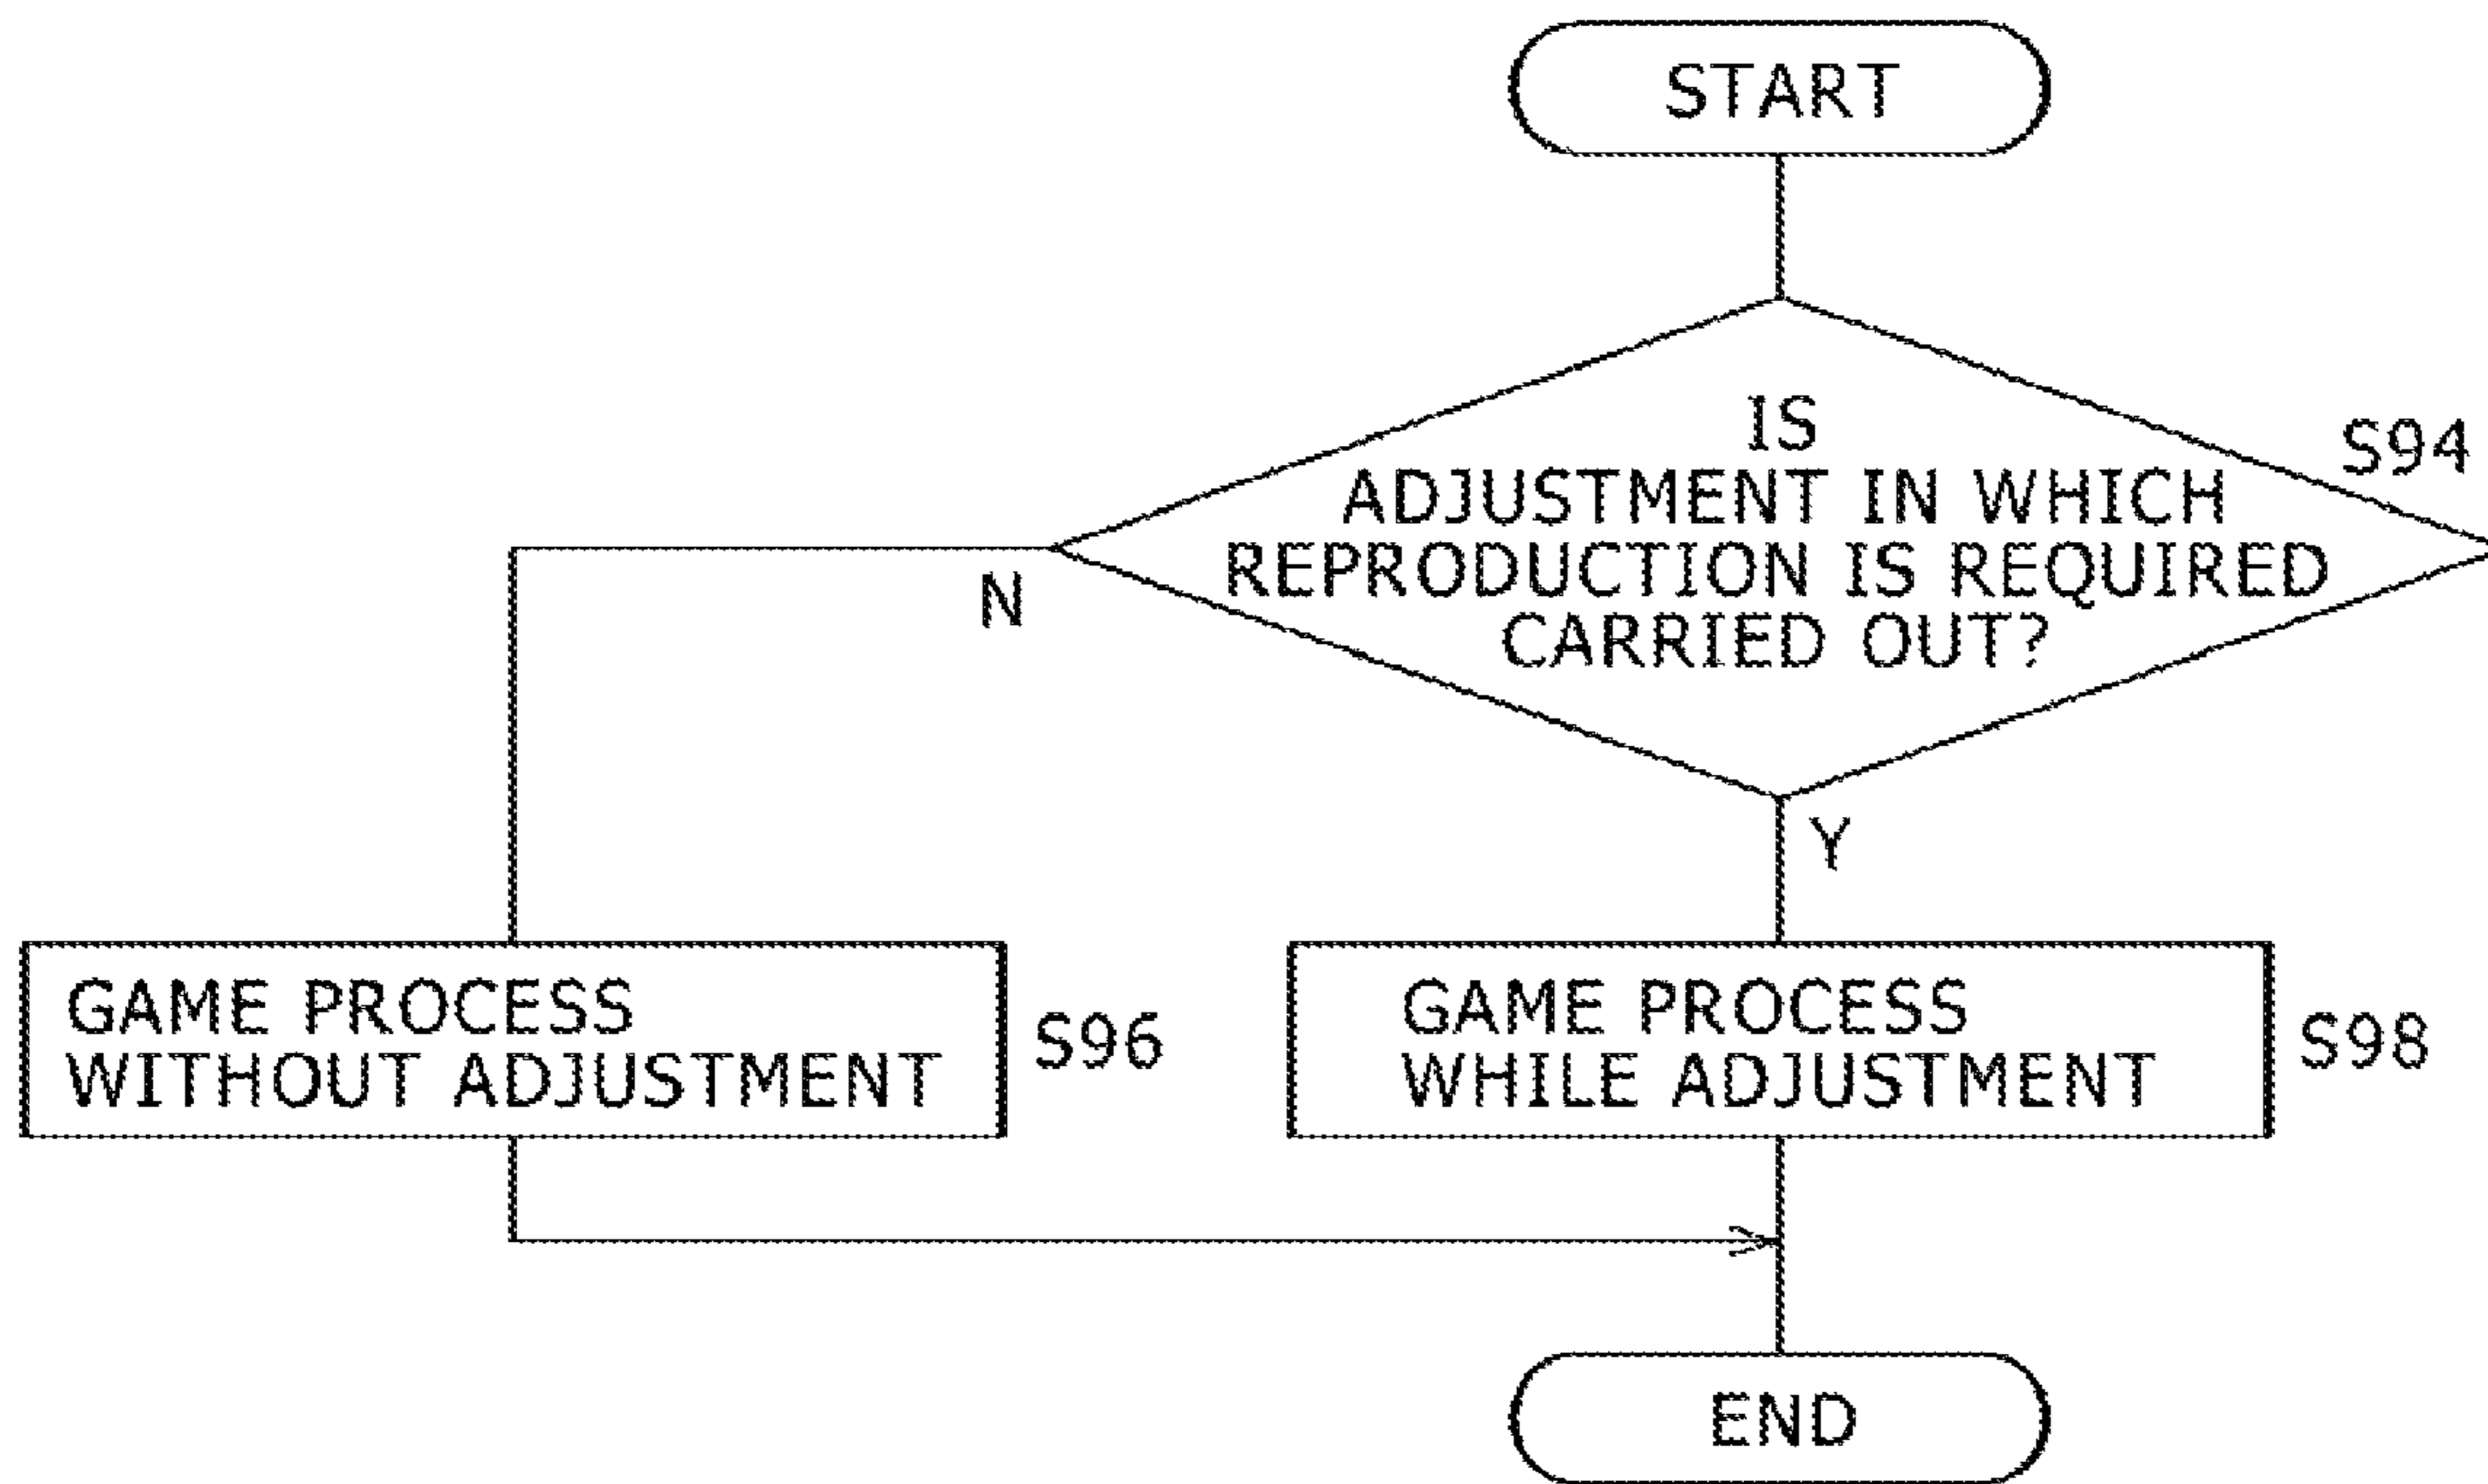 START
IS
ADJUSTMENT IN WHICH
REPRODUCTION IS REQUIRED
CARRIED OUT?
S94
N
Y
GAME PROCESS
WITHOUT ADJUSTMENT
S96
GAME PROCESS
WHILE ADJUSTMENT
S98
END